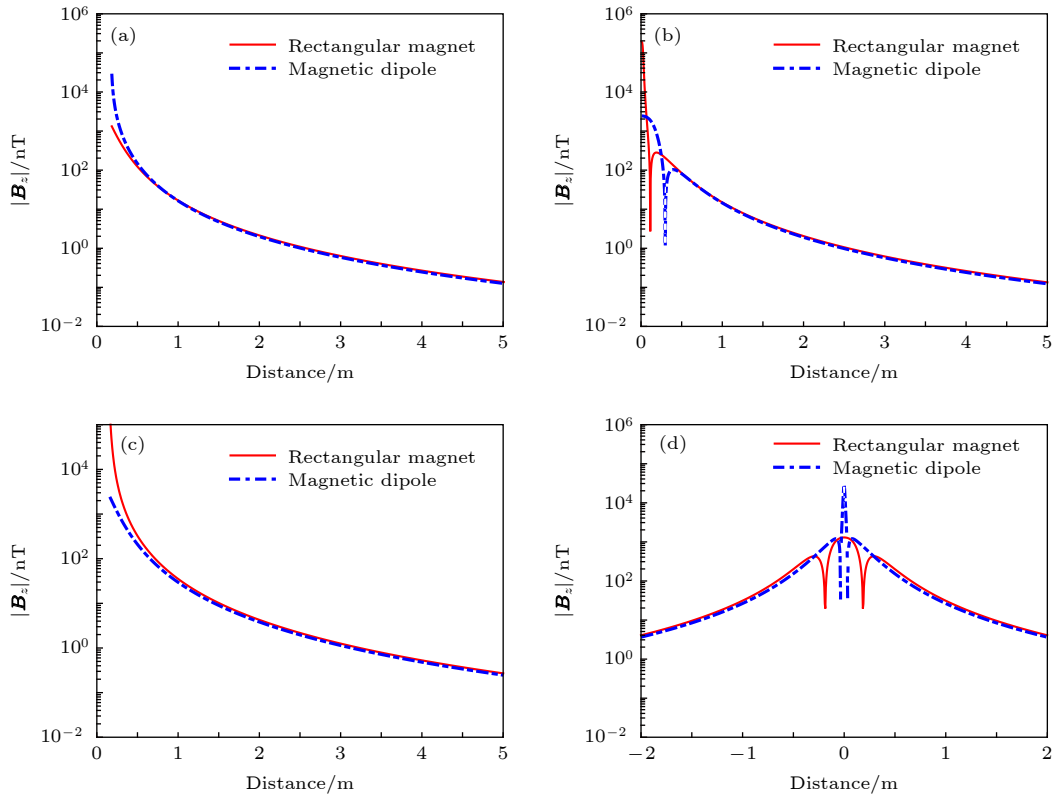 (a)
Rectangular magnet
Magnetic dipole
10^6
10^4
10^2
10^0
10^−2
|B_z|/nT
0 1 2 3 4 5
Distance/m
(b)
Rectangular magnet
Magnetic dipole
10^6
10^4
10^2
10^0
10^−2
|B_z|/nT
0 1 2 3 4 5
Distance/m
(c)
Rectangular magnet
Magnetic dipole
10^4
10^2
10^0
10^−2
|B_z|/nT
0 1 2 3 4 5
Distance/m
(d)
Rectangular magnet
Magnetic dipole
10^6
10^4
10^2
10^0
10^−2
|B_z|/nT
−2 −1 0 1 2
Distance/m